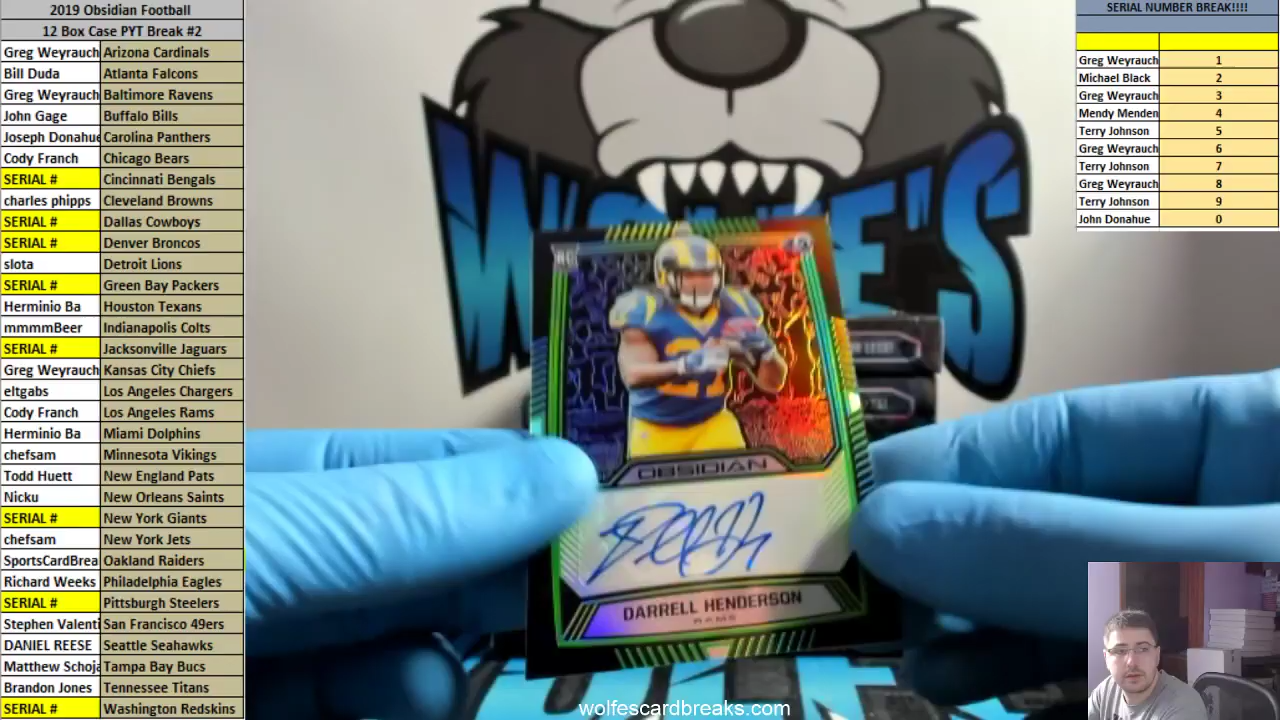 2019 Obsidian Football
12 Box Case PYT Break #2
Greg Weyrauch Arizona Cardinals
Bill Duda Atlanta Falcons
Greg Weyrauch Baltimore Ravens
John Gage Buffalo Bills
Joseph Donahue Carolina Panthers
Cody Franch Chicago Bears
SERIAL # Cincinnati Bengals
charles phipps Cleveland Browns
SERIAL # Dallas Cowboys
SERIAL # Denver Broncos
slota Detroit Lions
SERIAL # Green Bay Packers
Herminio Ba Houston Texans
mmmmBeer Indianapolis Colts
SERIAL # Jacksonville Jaguars
Greg Weyrauch Kansas City Chiefs
eltgabs Los Angeles Chargers
Cody Franch Los Angeles Rams
Herminio Ba Miami Dolphins
chefsam Minnesota Vikings
Todd Huett New England Pats
Nicku New Orleans Saints
SERIAL # New York Giants
chefsam New York Jets
SportsCardBrea Oakland Raiders
Richard Weeks Philadelphia Eagles
SERIAL # Pittsburgh Steelers
Stephen Valenti San Francisco 49ers
DANIEL REESE Seattle Seahawks
Matthew Schoja Tampa Bay Bucs
Brandon Jones Tennessee Titans
SERIAL # Washington Redskins
WOLFE'S
RC
27
OBSIDIAN
DARRELL HENDERSON
RAMS
wolfescardbreaks.com
SERIAL NUMBER BREAK!!!!
Greg Weyrauch 1
Michael Black 2
Greg Weyrauch 3
Mendy Menden 4
Terry Johnson 5
Greg Weyrauch 6
Terry Johnson 7
Greg Weyrauch 8
Terry Johnson 9
John Donahue 0